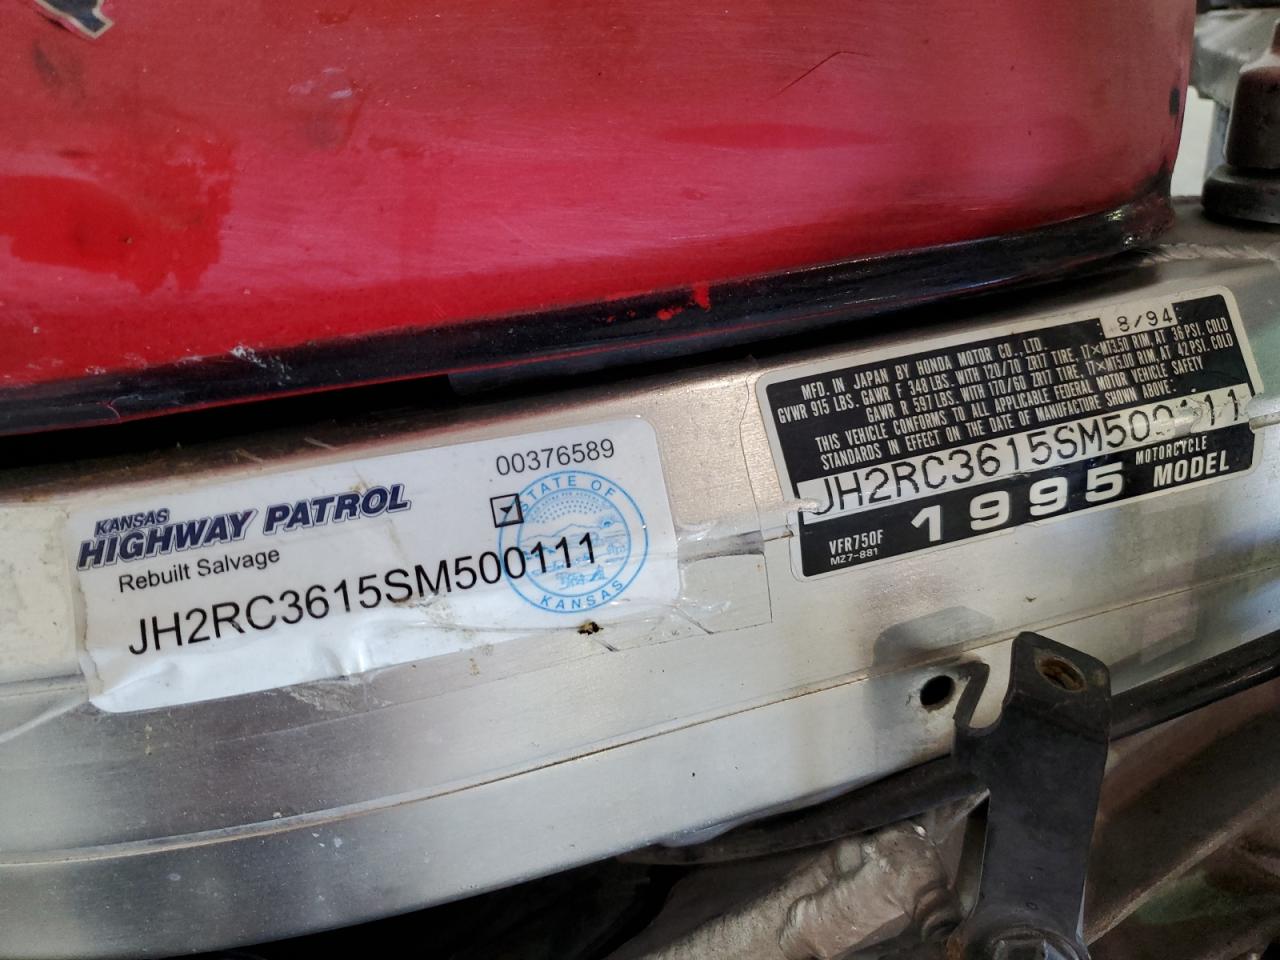 KANSAS
HIGHWAY PATROL
00376589
Rebuilt Salvage
JH2RC3615SM500111
STATE OF
KANSAS
8/94
MFD. IN JAPAN BY HONDA MOTOR CO., LTD.
GVWR 915 LBS. GAWR F 348 LBS. WITH 120/70 ZR17 TIRE, 17×MT3.50 RIM, AT 36 PSI. COLD
GAWR R 597 LBS. WITH 170/60 ZR17 TIRE, 17×MT5.00 RIM, AT 42 PSI. COLD
THIS VEHICLE CONFORMS TO ALL APPLICABLE FEDERAL MOTOR VEHICLE SAFETY
STANDARDS IN EFFECT ON THE DATE OF MANUFACTURE SHOWN ABOVE.
JH2RC3615SM500111
MOTORCYCLE
VFR750F 1995 MODEL
MZ7-881